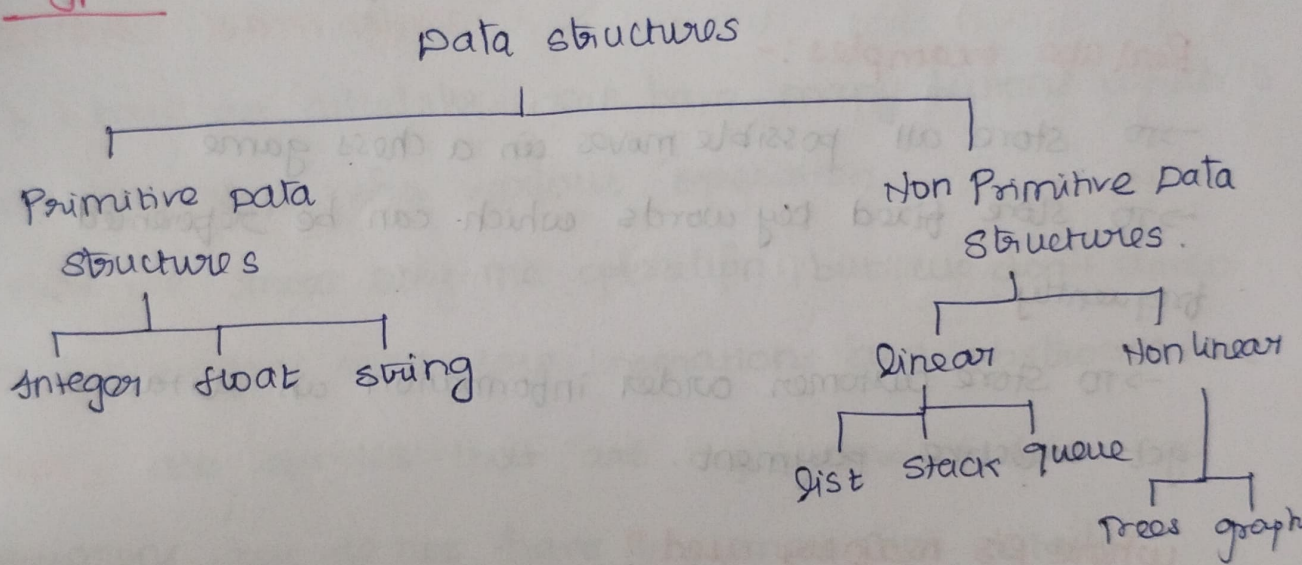 Data structures
Primitive Data
structures
Non Primitive Data
structures.
Integer float string
linear Non linear
list stack queue
Trees graph